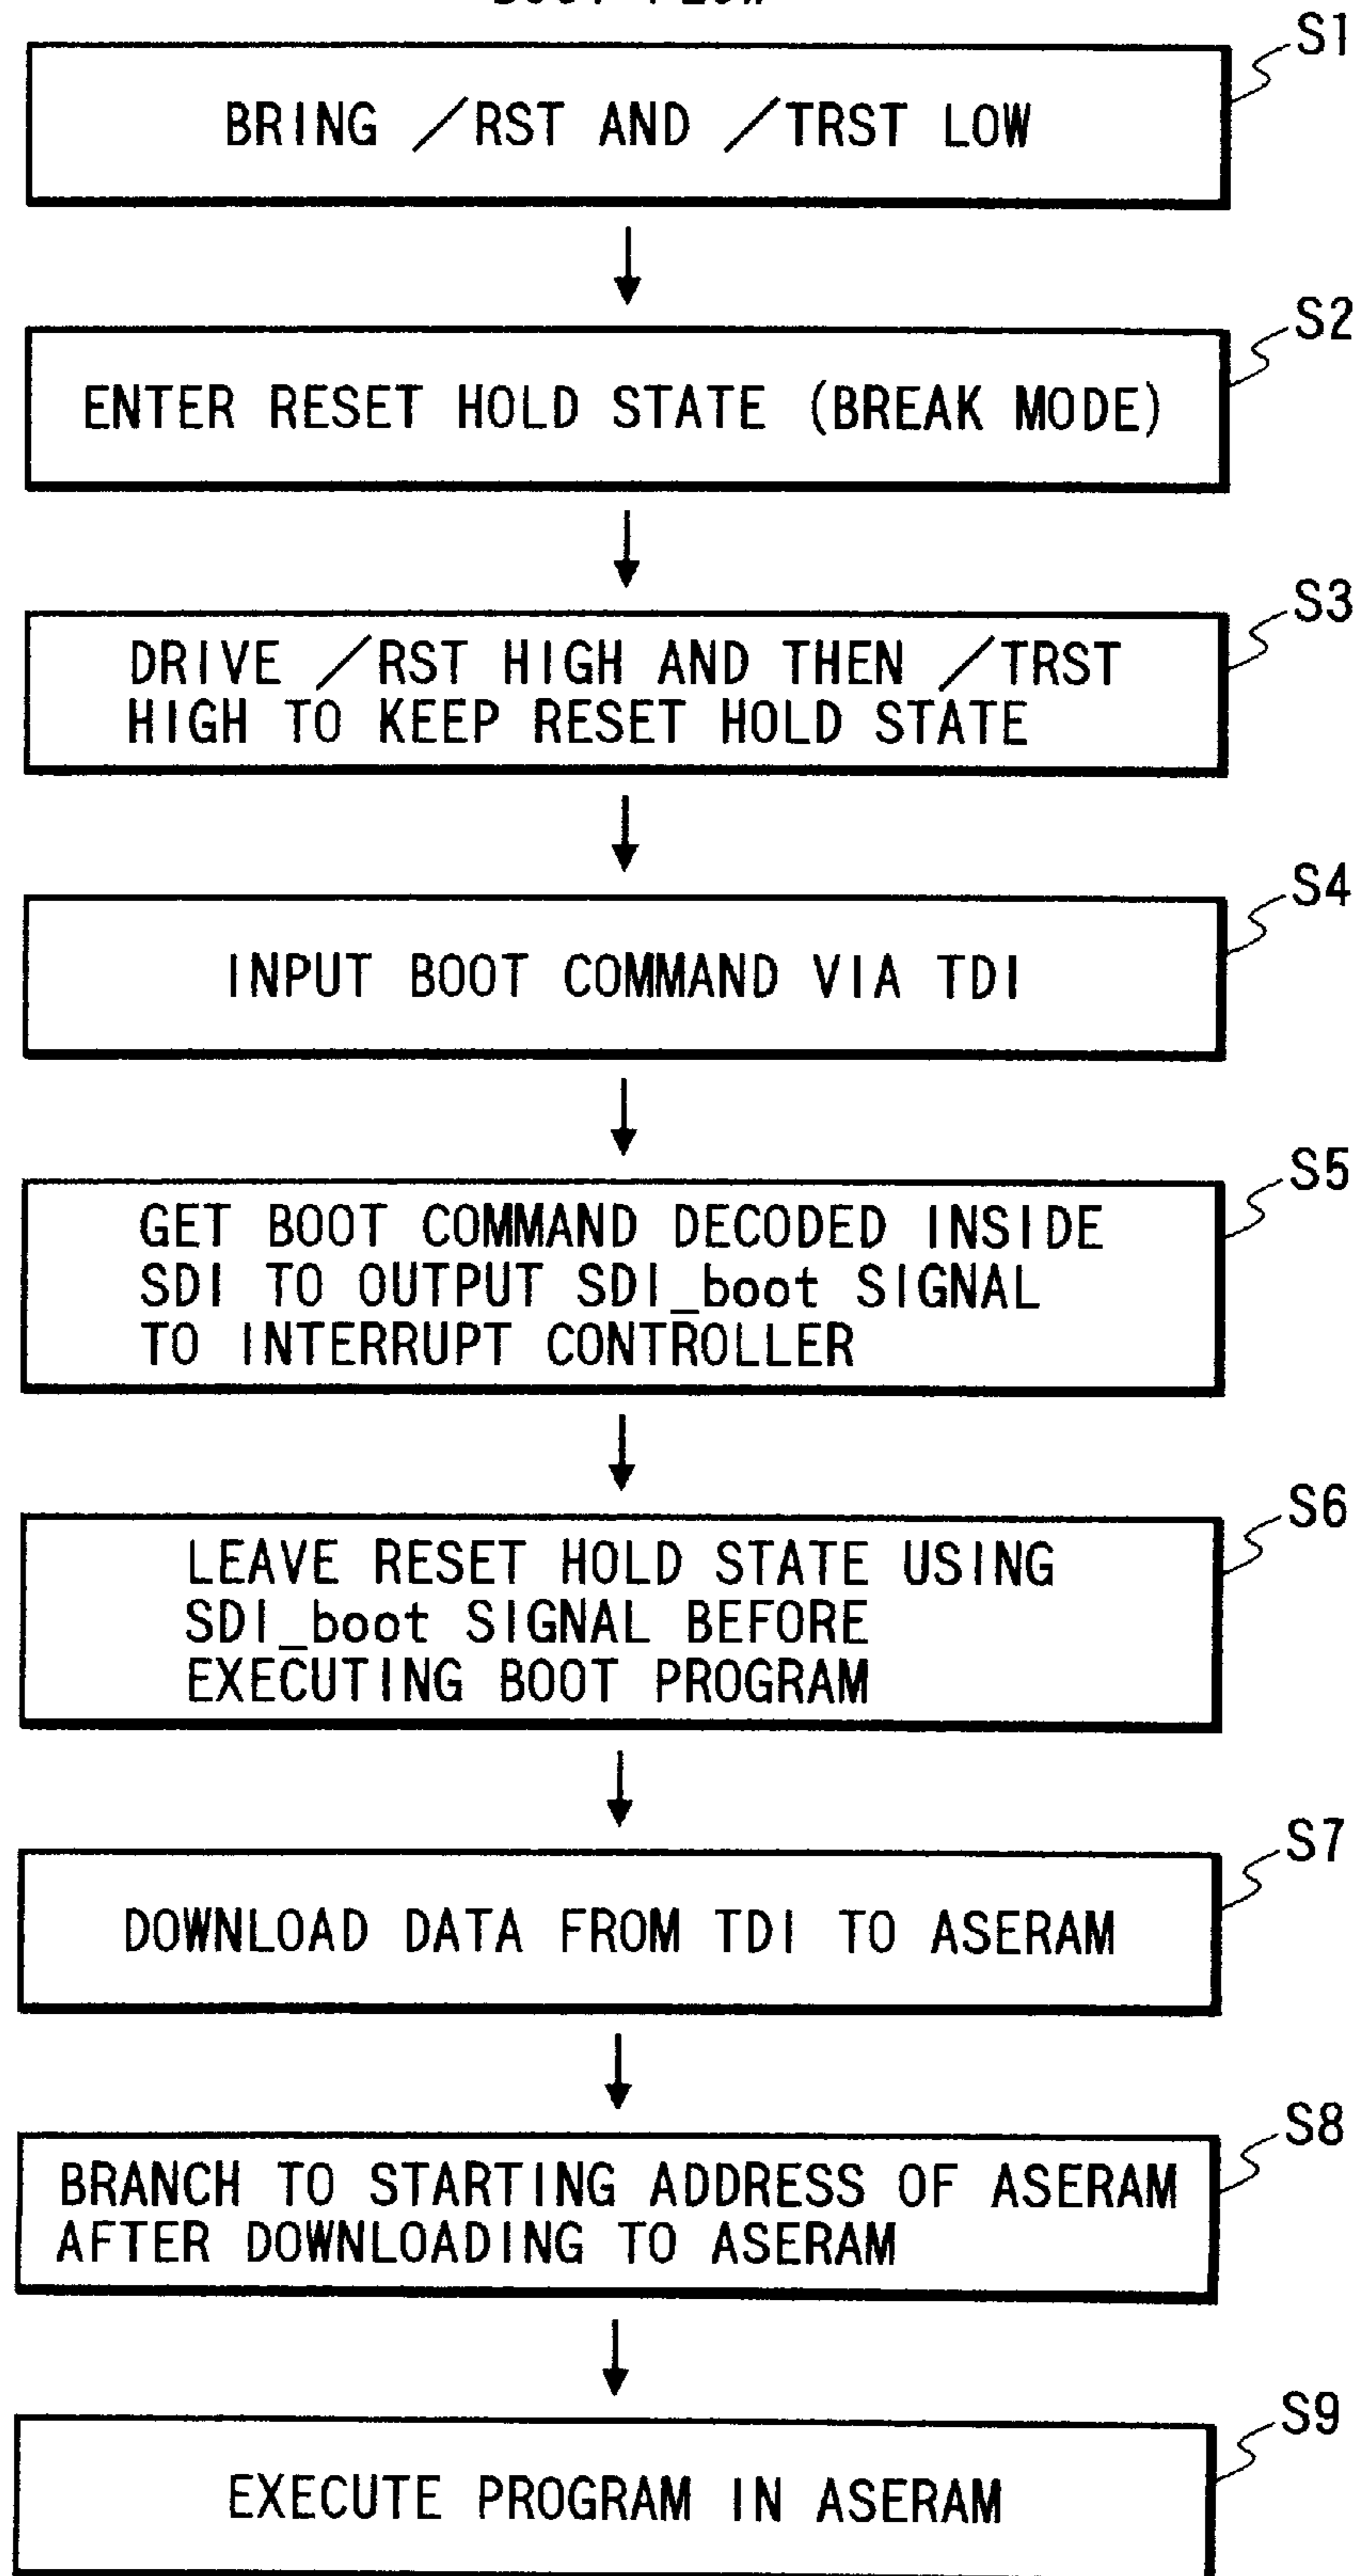 S1
BRING /RST AND /TRST LOW
S2
ENTER RESET HOLD STATE (BREAK MODE)
S3
DRIVE /RST HIGH AND THEN /TRST
HIGH TO KEEP RESET HOLD STATE
S4
INPUT BOOT COMMAND VIA TDI
S5
GET BOOT COMMAND DECODED INSIDE
SDI TO OUTPUT SDI_boot SIGNAL
TO INTERRUPT CONTROLLER
S6
LEAVE RESET HOLD STATE USING
SDI_boot SIGNAL BEFORE
EXECUTING BOOT PROGRAM
S7
DOWNLOAD DATA FROM TDI TO ASERAM
S8
BRANCH TO STARTING ADDRESS OF ASERAM
AFTER DOWNLOADING TO ASERAM
S9
EXECUTE PROGRAM IN ASERAM